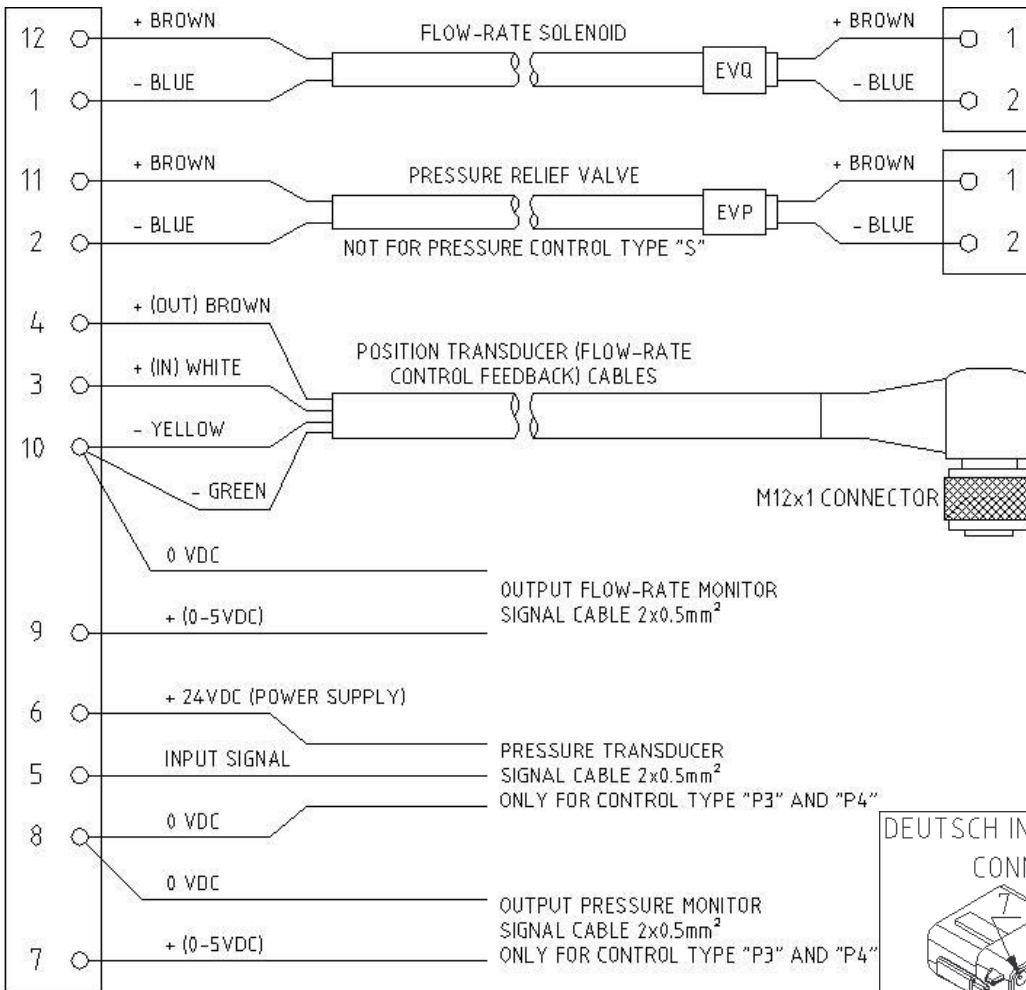 + BROWN
12
FLOW-RATE SOLENOID
+ BROWN
1
EVQ
- BLUE
1
- BLUE
2
+ BROWN
11
PRESSURE RELIEF VALVE
+ BROWN
1
EVP
- BLUE
2
NOT FOR PRESSURE CONTROL TYPE "S"
- BLUE
2
+ (OUT) BROWN
4
POSITION TRANSDUCER (FLOW-RATE
CONTROL FEEDBACK) CABLES
+ (IN) WHITE
3
- YELLOW
10
- GREEN
M12x1 CONNECTOR
0 VDC
OUTPUT FLOW-RATE MONITOR
SIGNAL CABLE 2x0.5mm²
+ (0-5VDC)
9
+ 24VDC (POWER SUPPLY)
6
INPUT SIGNAL
5
PRESSURE TRANSDUCER
SIGNAL CABLE 2x0.5mm²
ONLY FOR CONTROL TYPE "P3" AND "P4"
0 VDC
8
0 VDC
OUTPUT PRESSURE MONITOR
SIGNAL CABLE 2x0.5mm²
ONLY FOR CONTROL TYPE "P3" AND "P4"
+ (0-5VDC)
7
DEUTSCH IN
CONN
7